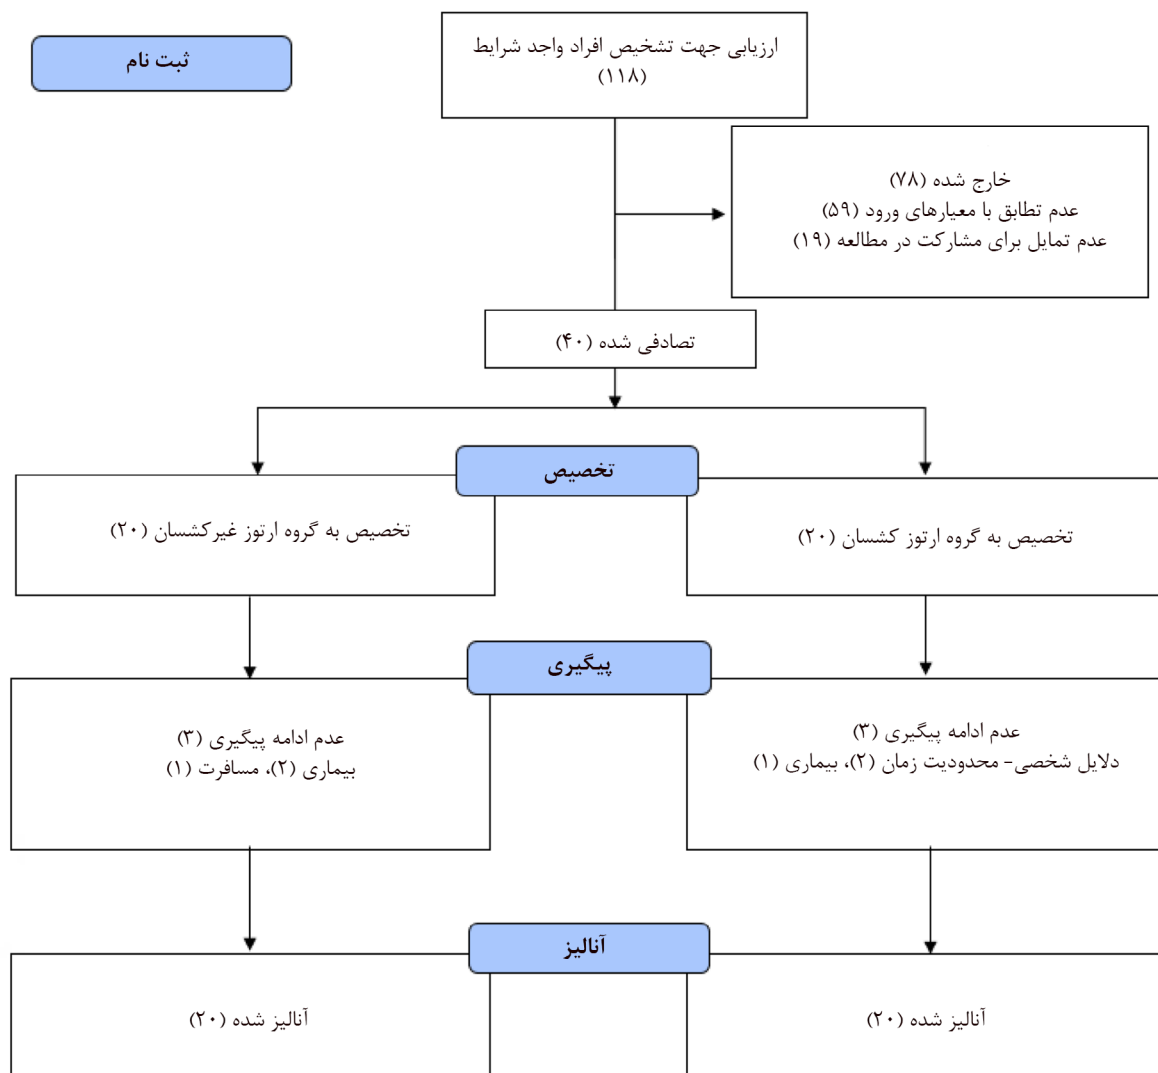 ثبت نام
ارزیابی جهت تشخیص افراد واجد شرایط
(۱۱۸)
خارج شده (۷۸)
عدم تطابق با معیارهای ورود (۵۹)
عدم تمایل برای مشارکت در مطالعه (۱۹)
تصادفی شده (۴۰)
تخصیص
تخصیص به گروه ارتوز کشسان (۲۰)
تخصیص به گروه ارتوز غیرکشسان (۲۰)
پیگیری
عدم ادامه پیگیری (۳)
دلایل شخصی- محدودیت زمان (۲)، بیماری (۱)
عدم ادامه پیگیری (۳)
بیماری (۲)، مسافرت (۱)
آنالیز
آنالیز شده (۲۰)
آنالیز شده (۲۰)